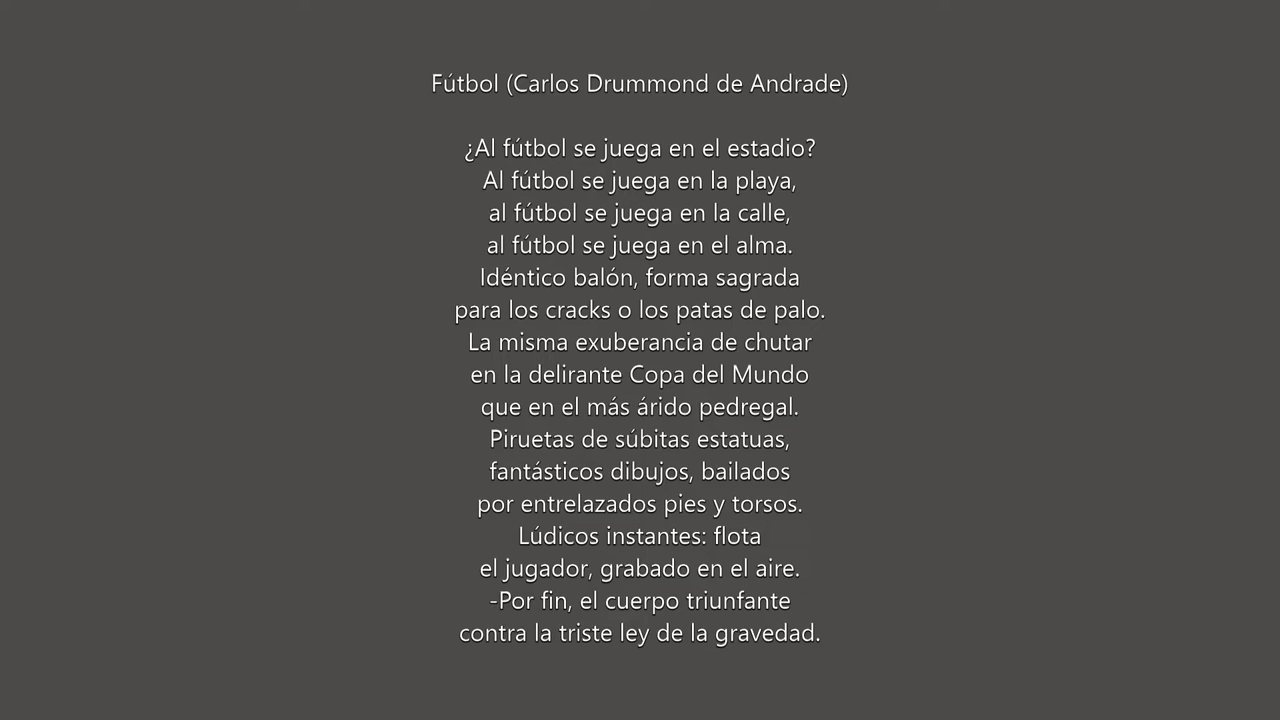 Fútbol (Carlos Drummond de Andrade)
¿Al fútbol se juega en el estadio?
Al fútbol se juega en la playa,
al fútbol se juega en la calle,
al fútbol se juega en el alma.
Idéntico balón, forma sagrada
para los cracks o los patas de palo.
La misma exuberancia de chutar
en la delirante Copa del Mundo
que en el más árido pedregal.
Piruetas de súbitas estatuas,
fantásticos dibujos, bailados
por entrelazados pies y torsos.
Lúdicos instantes: flota
el jugador, grabado en el aire.
-Por fin, el cuerpo triunfante
contra la triste ley de la gravedad.